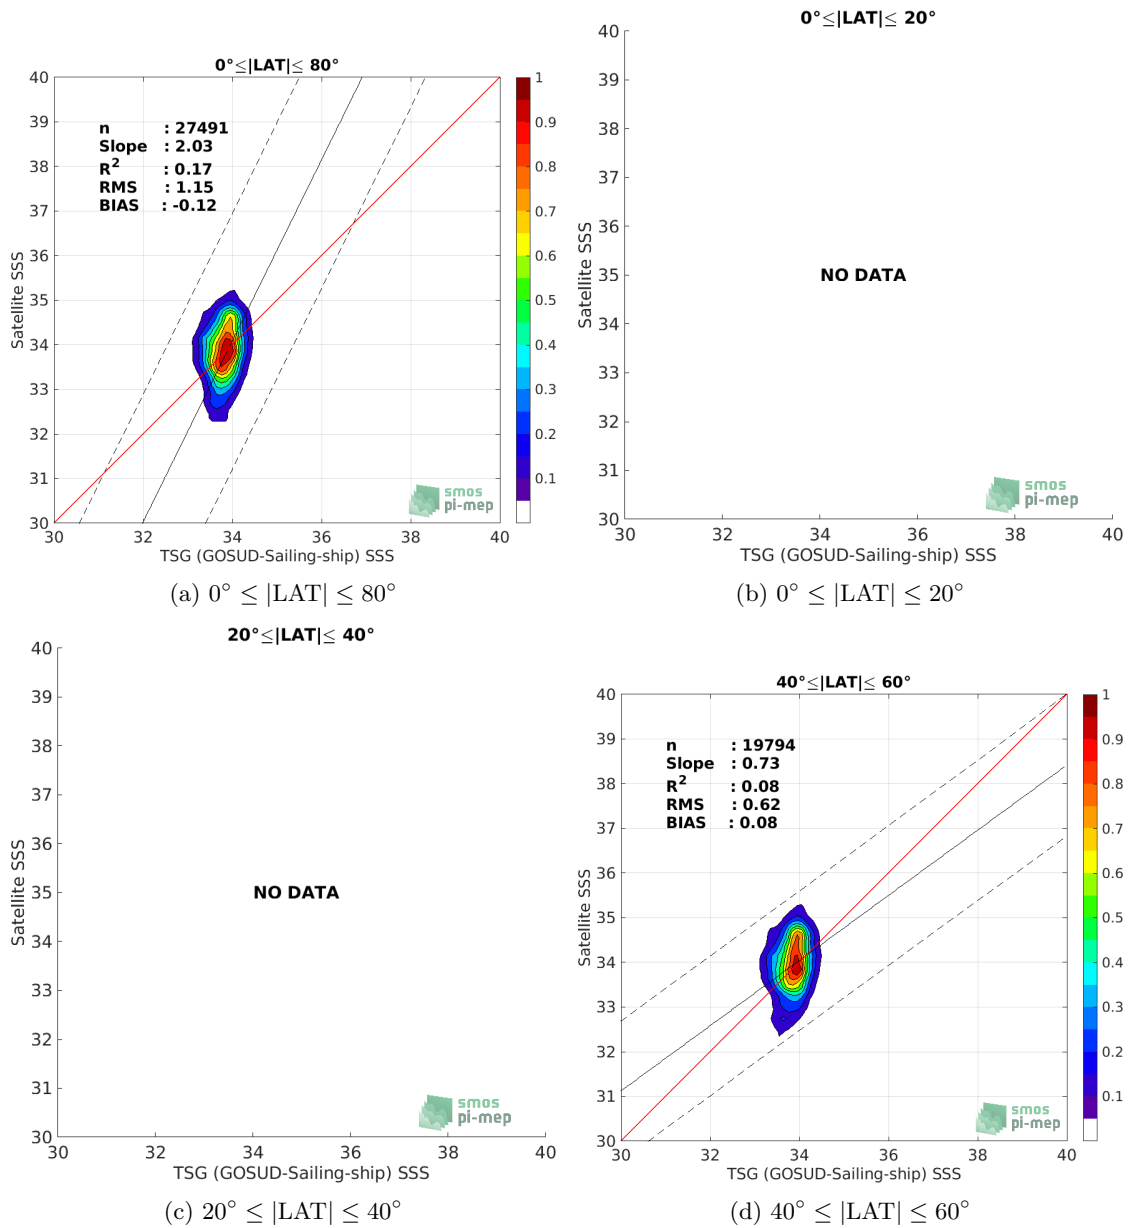 0°≤|LAT|≤ 80°
40
39
38
37
36
35
34
33
32
31
30
n : 27491
Slope : 2.03
R2 : 0.17
RMS : 1.15
BIAS : -0.12
Satellite SSS
30 32 34 36 38 40
TSG (GOSUD-Sailing-ship) SSS
1
0.9
0.8
0.7
0.6
0.5
0.4
0.3
0.2
0.1
smos
pi-mep
(a) 0° ≤ |LAT| ≤ 80°
0°≤|LAT|≤ 20°
40
39
38
37
36
35
34
33
32
31
30
Satellite SSS
NO DATA
smos
pi-mep
30 32 34 36 38 40
TSG (GOSUD-Sailing-ship) SSS
(b) 0° ≤ |LAT| ≤ 20°
20°≤|LAT|≤ 40°
40
39
38
37
36
35
34
33
32
31
30
Satellite SSS
NO DATA
smos
pi-mep
30 32 34 36 38 40
TSG (GOSUD-Sailing-ship) SSS
(c) 20° ≤ |LAT| ≤ 40°
40°≤|LAT|≤ 60°
40
39
38
37
36
35
34
33
32
31
30
n : 19794
Slope : 0.73
R2 : 0.08
RMS : 0.62
BIAS : 0.08
Satellite SSS
30 32 34 36 38 40
TSG (GOSUD-Sailing-ship) SSS
1
0.9
0.8
0.7
0.6
0.5
0.4
0.3
0.2
0.1
smos
pi-mep
(d) 40° ≤ |LAT| ≤ 60°